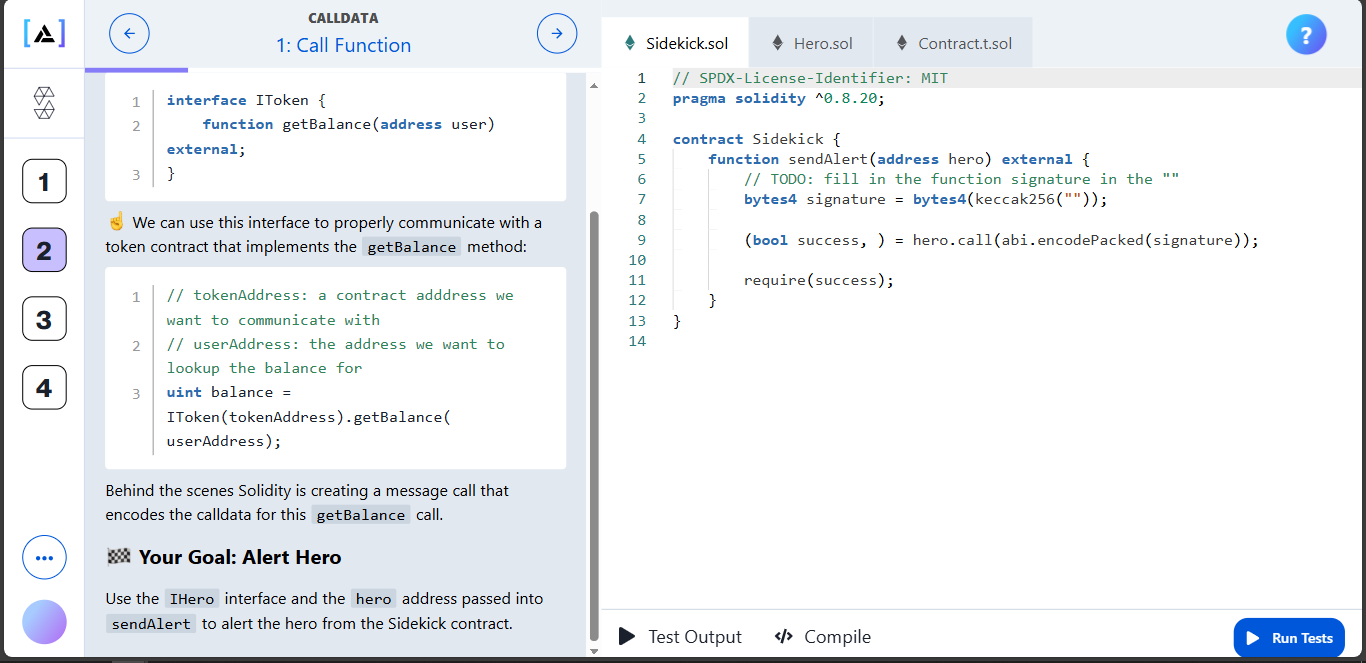 CALLDATA
1: Call Function
1 interface IToken {
2 function getBalance(address user)
external;
3 }
☝️ We can use this interface to properly communicate with a
token contract that implements the getBalance method:
1 // tokenAddress: a contract adddress we
want to communicate with
2 // userAddress: the address we want to
lookup the balance for
3 uint balance =
IToken(tokenAddress).getBalance(
userAddress);
Behind the scenes Solidity is creating a message call that
encodes the calldata for this getBalance call.
🏁 Your Goal: Alert Hero
Use the IHero interface and the hero address passed into
sendAlert to alert the hero from the Sidekick contract.
1
2
3
4
Sidekick.sol Hero.sol Contract.t.sol
?
1 // SPDX-License-Identifier: MIT
2 pragma solidity ^0.8.20;
3
4 contract Sidekick {
5 function sendAlert(address hero) external {
6 // TODO: fill in the function signature in the ""
7 bytes4 signature = bytes4(keccak256(""));
8
9 (bool success, ) = hero.call(abi.encodePacked(signature));
10
11 require(success);
12 }
13 }
14
Test Output </> Compile
Run Tests